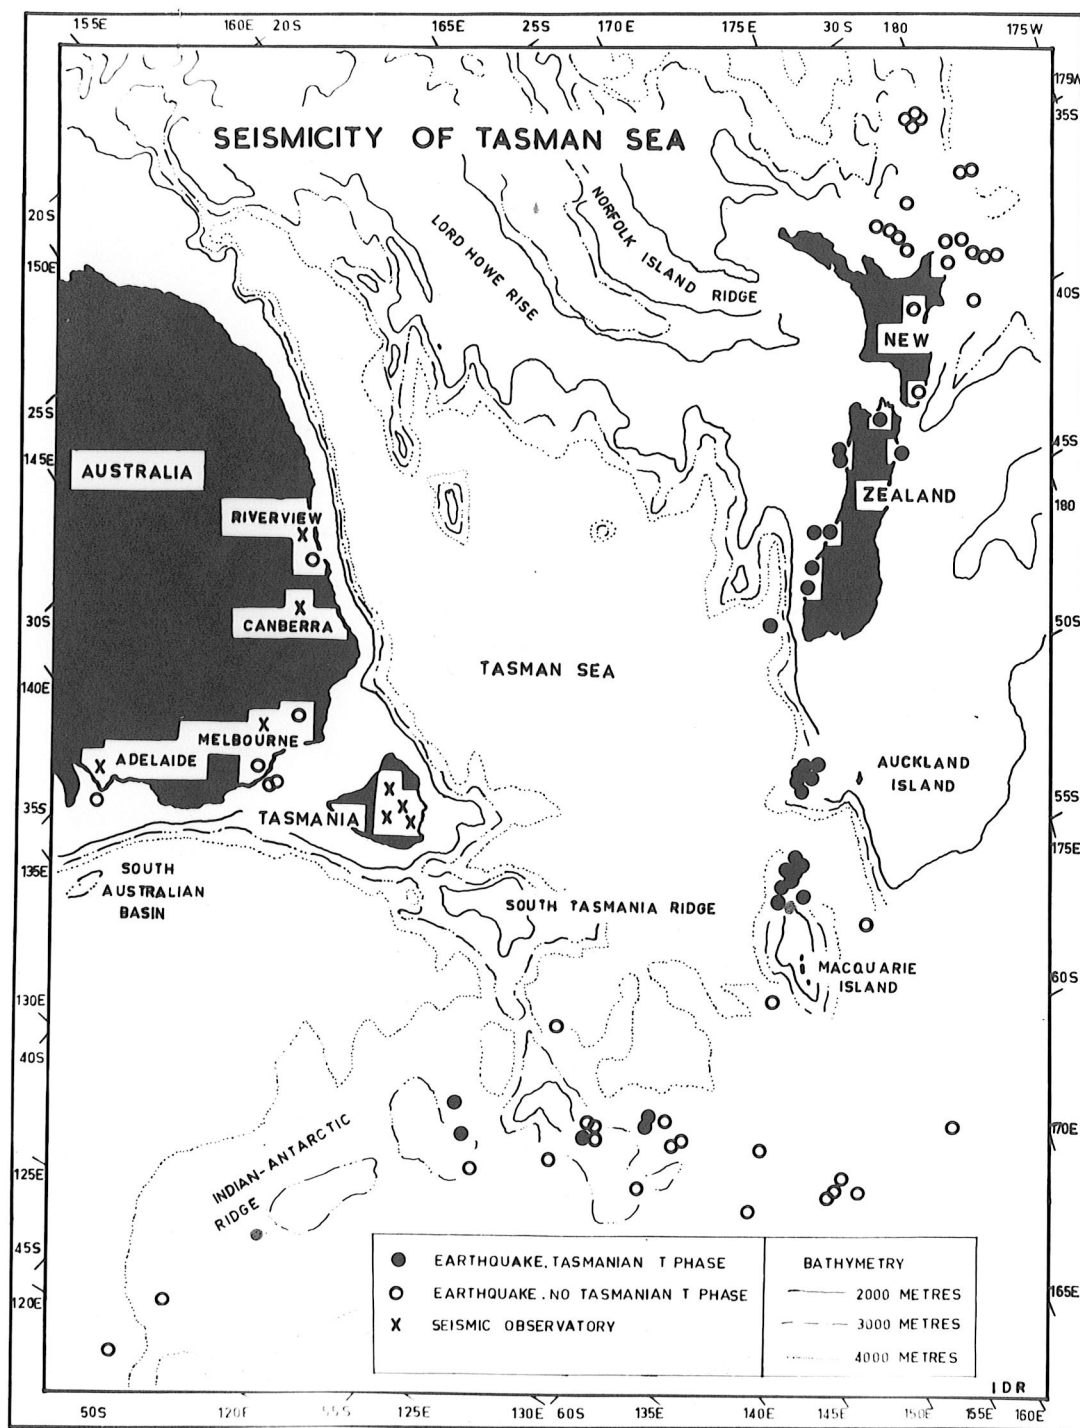 155E 160E 20S 165E 25S 170E 175E 30S 180 175W
175W
35S
SEISMICITY OF TASMAN SEA
20S
150E
LORD HOWE RISE
NORFOLK ISLAND RIDGE
40S
NEW
25S
145E
AUSTRALIA
45S
ZEALAND
180
RIVERVIEW
X
X
30S
CANBERRA
50S
TASMAN SEA
140E
X
MELBOURNE
X
ADELAIDE
AUCKLAND
ISLAND
X
X
X X
TASMANIA
35S
55S
175E
135E
SOUTH
AUSTRALIAN
BASIN
SOUTH TASMANIA RIDGE
MACQUARIE
ISLAND
60S
130E
40S
170E
INDIAN-ANTARCTIC
RIDGE
125E
45S
120E
165E
EARTHQUAKE. TASMANIAN T PHASE
EARTHQUAKE. NO TASMANIAN T PHASE
X SEISMIC OBSERVATORY
BATHYMETRY
2000 METRES
3000 METRES
4000 METRES
IDR
50S 120E 55S 125E 130E 60S 135E 140E 145E 150E 155E 160E